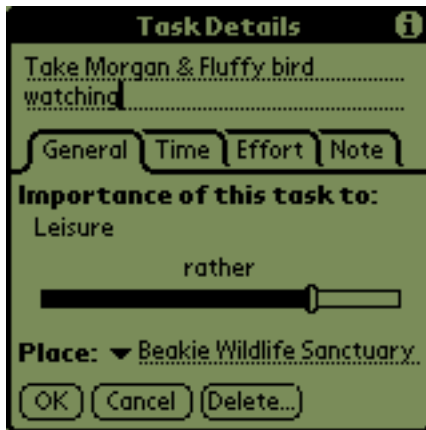 Task Details i
Take Morgan & Fluffy bird
watching
General Time Effort Note
Importance of this task to:
Leisure
rather
Place: Beakie Wildlife Sanctuary
OK Cancel Delete...